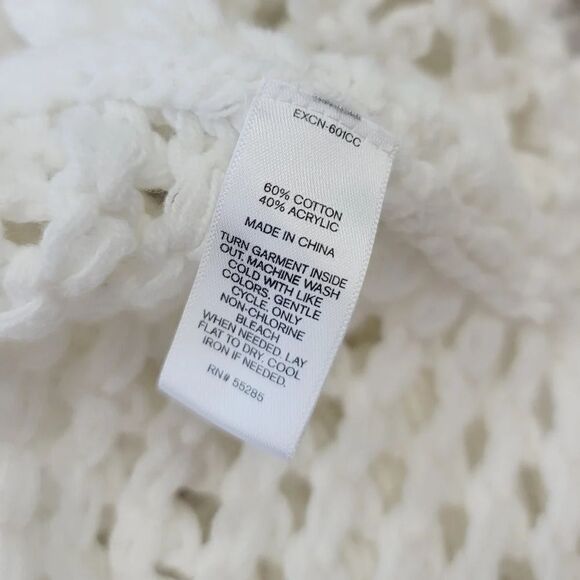 EXCN-601CC
60% COTTON
40% ACRYLIC
MADE IN CHINA
TURN GARMENT INSIDE
OUT. MACHINE WASH
COLD WITH LIKE
COLORS. GENTLE
CYCLE. ONLY
NON-CHLORINE
BLEACH
WHEN NEEDED. LAY
FLAT TO DRY. COOL
IRON IF NEEDED.
RN# 55285